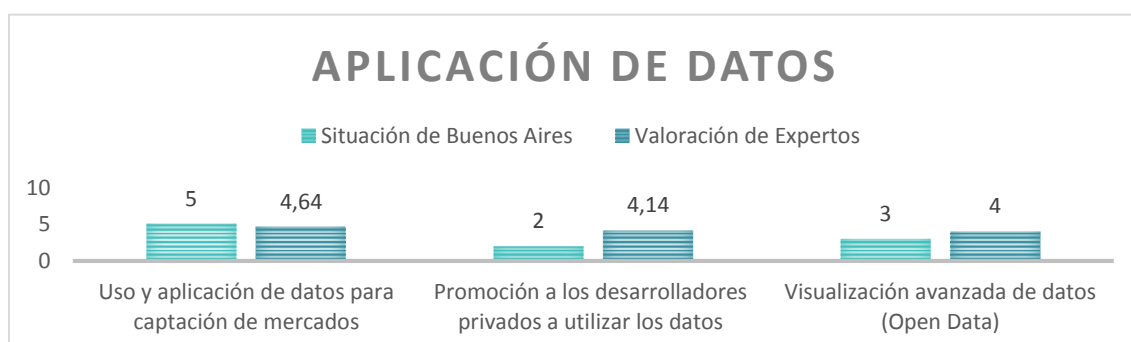 APLICACIÓN DE DATOS
Situación de Buenos Aires Valoración de Expertos
10
5
0
5 4,64 2 4,14 3 4
Uso y aplicación de datos para captación de mercados
Promoción a los desarrolladores privados a utilizar los datos
Visualización avanzada de datos (Open Data)